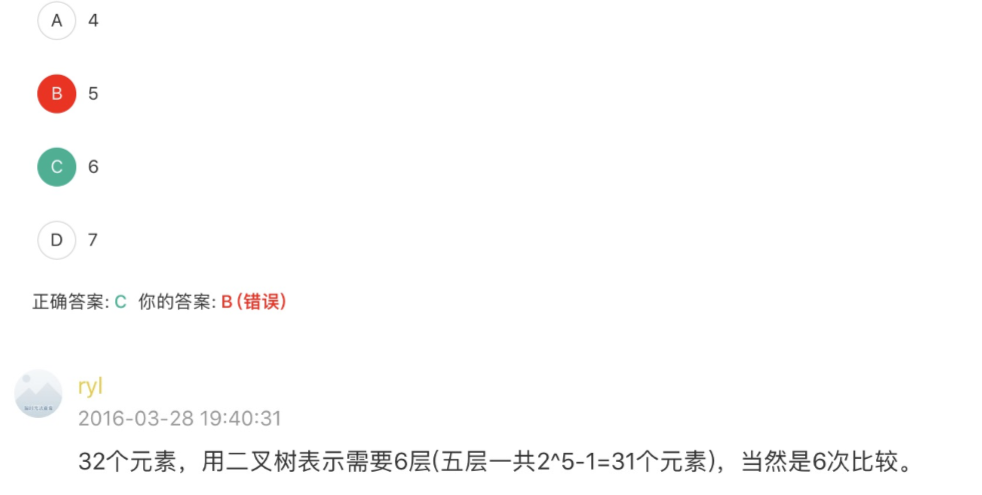 A 4
B 5
C 6
D 7
正确答案: C 你的答案: B (错误)
ryl
2016-03-28 19:40:31
32个元素，用二叉树表示需要6层(五层一共2^5-1=31个元素)，当然是6次比较。